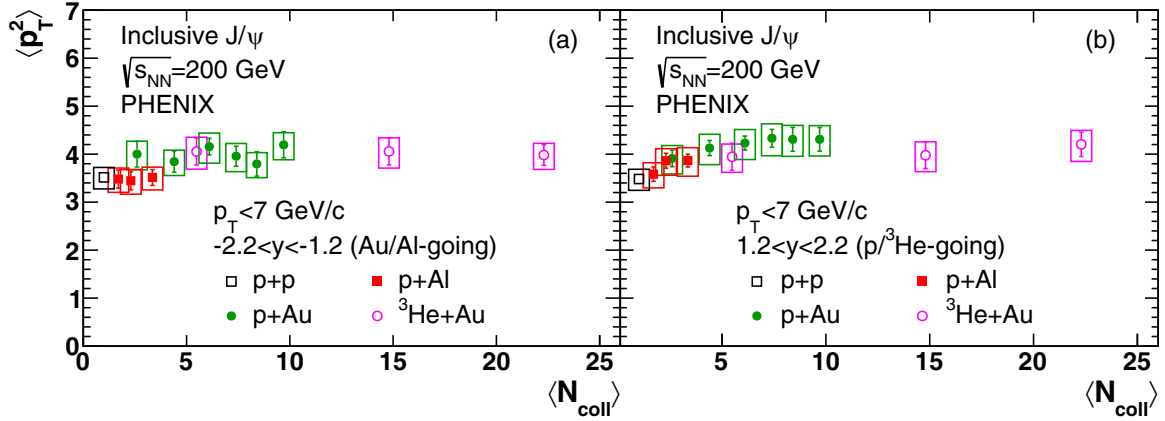 ⟨p_T^2⟩
7
6
5
4
3
2
1
0
Inclusive J/ψ
√s_NN=200 GeV
PHENIX
(a)
p_T<7 GeV/c
-2.2<y<-1.2 (Au/Al-going)
p+p
p+Al
p+Au
^3He+Au
0 5 10 15 20 25
⟨N_coll⟩
Inclusive J/ψ
√s_NN=200 GeV
PHENIX
(b)
p_T<7 GeV/c
1.2<y<2.2 (p/^3He-going)
p+p
p+Al
p+Au
^3He+Au
5 10 15 20 25
⟨N_coll⟩